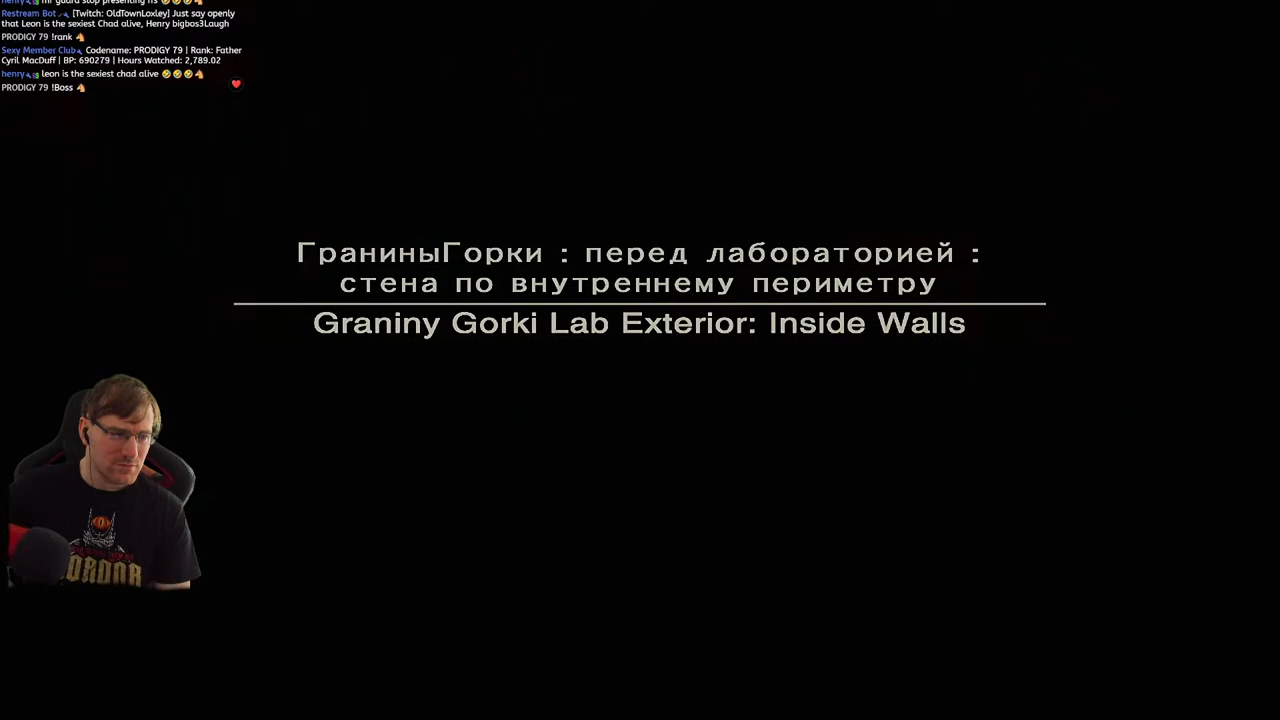 Restream Bot [Twitch: OldTownLoxley] Just say openly
that Leon is the sexiest Chad alive, Henry bigbos3Laugh
PRODIGY 79 !rank
Sexy Member Club Codename: PRODIGY 79 | Rank: Father
Cyril MacDuff | BP: 690279 | Hours Watched: 2,789.02
henry leon is the sexiest chad alive 🤣🤣🤣🐴
PRODIGY 79 !Boss
ГраниныГорки : перед лабораторией :
стена по внутреннему периметру
Graniny Gorki Lab Exterior: Inside Walls